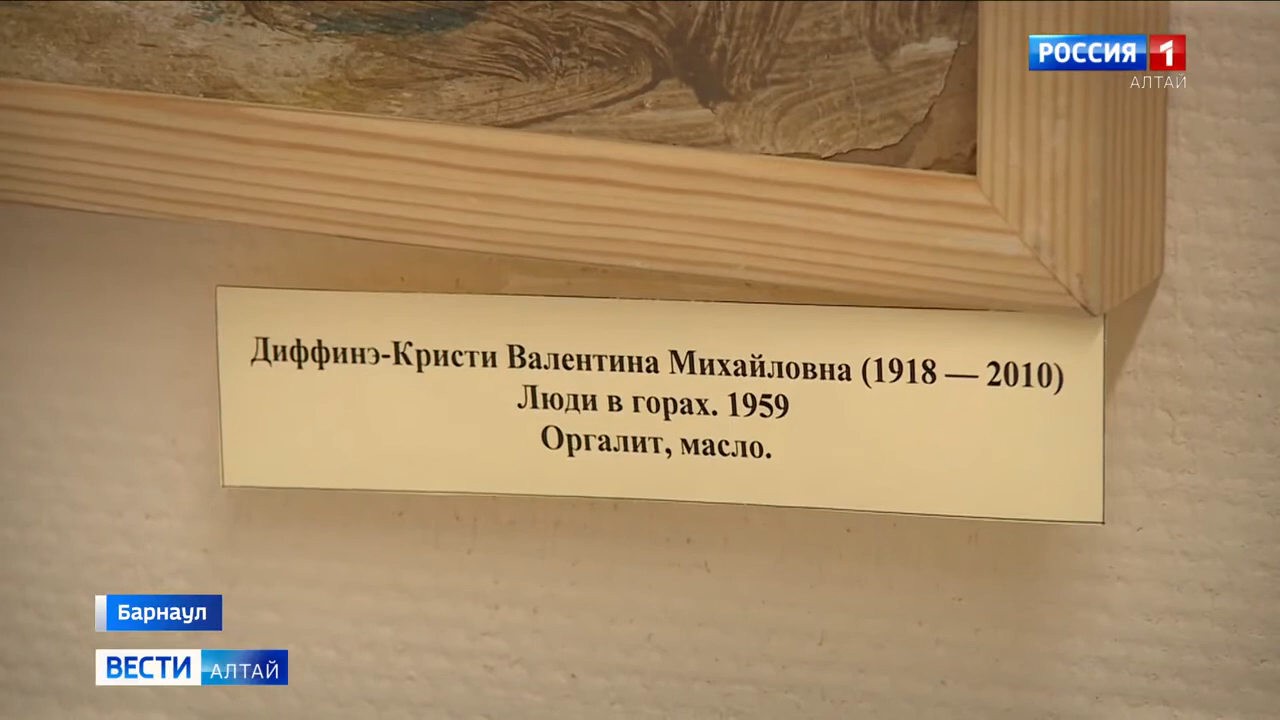 РОССИЯ 1
АЛТАЙ
Диффинэ-Кристи Валентина Михайловна (1918 — 2010)
Люди в горах. 1959
Оргалит, масло.
Барнаул
ВЕСТИ АЛТАЙ